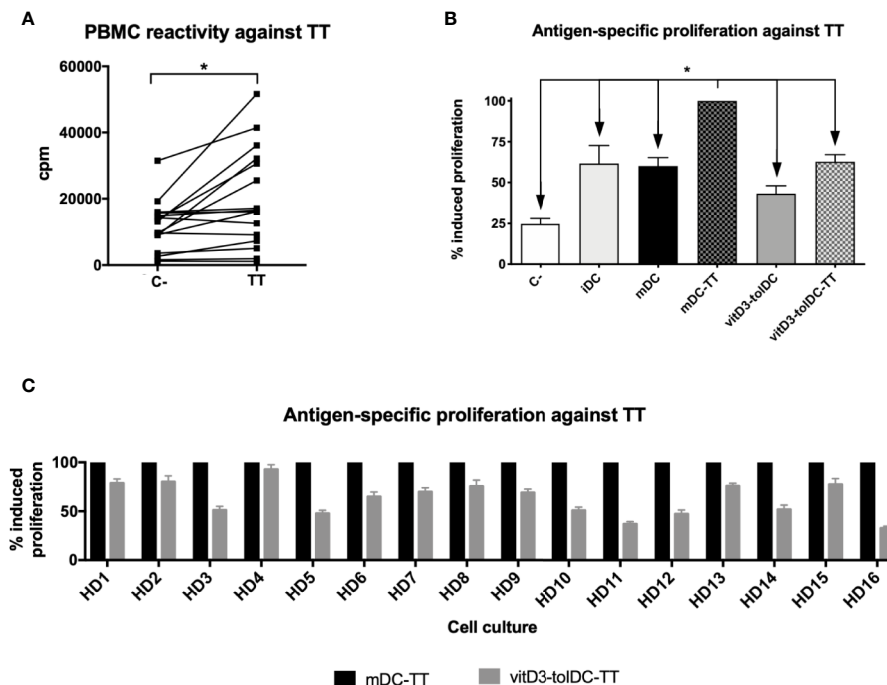 A
PBMC reactivity against TT
*
60000
40000
20000
0
cpm
C-
TT
B
Antigen-specific proliferation against TT
*
100
75
50
25
0
% induced proliferation
C-
iDC
mDC
mDC-TT
vitD3-tolDC
vitD3-tolDC-TT
C
Antigen-specific proliferation against TT
100
50
0
% induced
proliferation
HD1
HD2
HD3
HD4
HD5
HD6
HD7
HD8
HD9
HD10
HD11
HD12
HD13
HD14
HD15
HD16
Cell culture
mDC-TT
vitD3-tolDC-TT